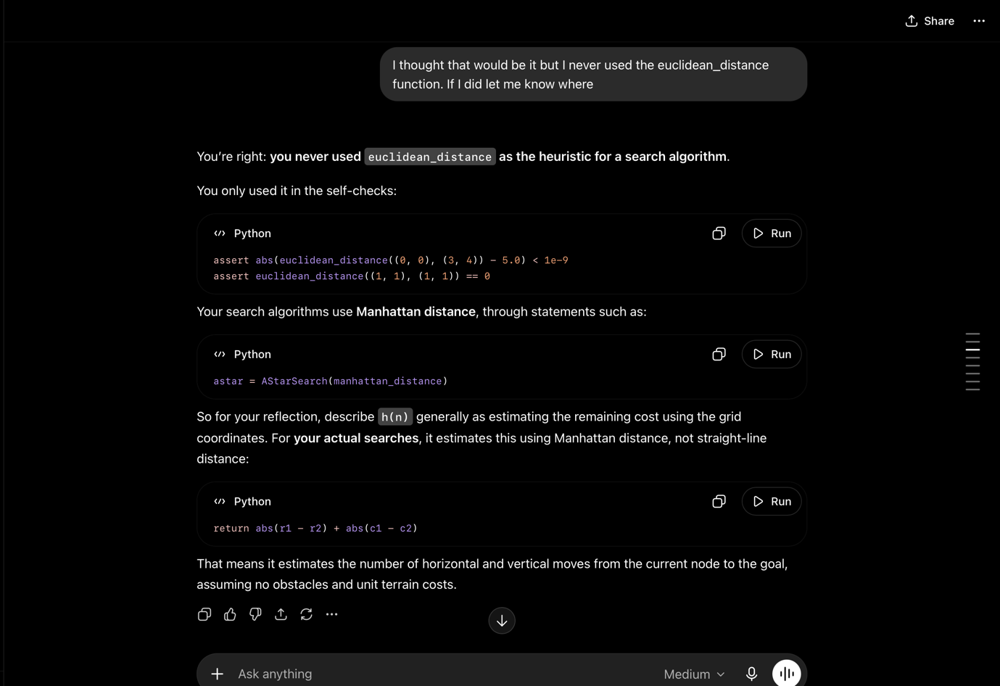 Share
I thought that would be it but I never used the euclidean_distance
function. If I did let me know where
You’re right: you never used euclidean_distance as the heuristic for a search algorithm.
You only used it in the self-checks:
Python
Run
assert abs(euclidean_distance((0, 0), (3, 4)) - 5.0) < 1e-9
assert euclidean_distance((1, 1), (1, 1)) == 0
Your search algorithms use Manhattan distance, through statements such as:
Python
Run
astar = AStarSearch(manhattan_distance)
So for your reflection, describe h(n) generally as estimating the remaining cost using the grid
coordinates. For your actual searches, it estimates this using Manhattan distance, not straight-line
distance:
Python
Run
return abs(r1 - r2) + abs(c1 - c2)
That means it estimates the number of horizontal and vertical moves from the current node to the goal,
assuming no obstacles and unit terrain costs.
Ask anything
Medium